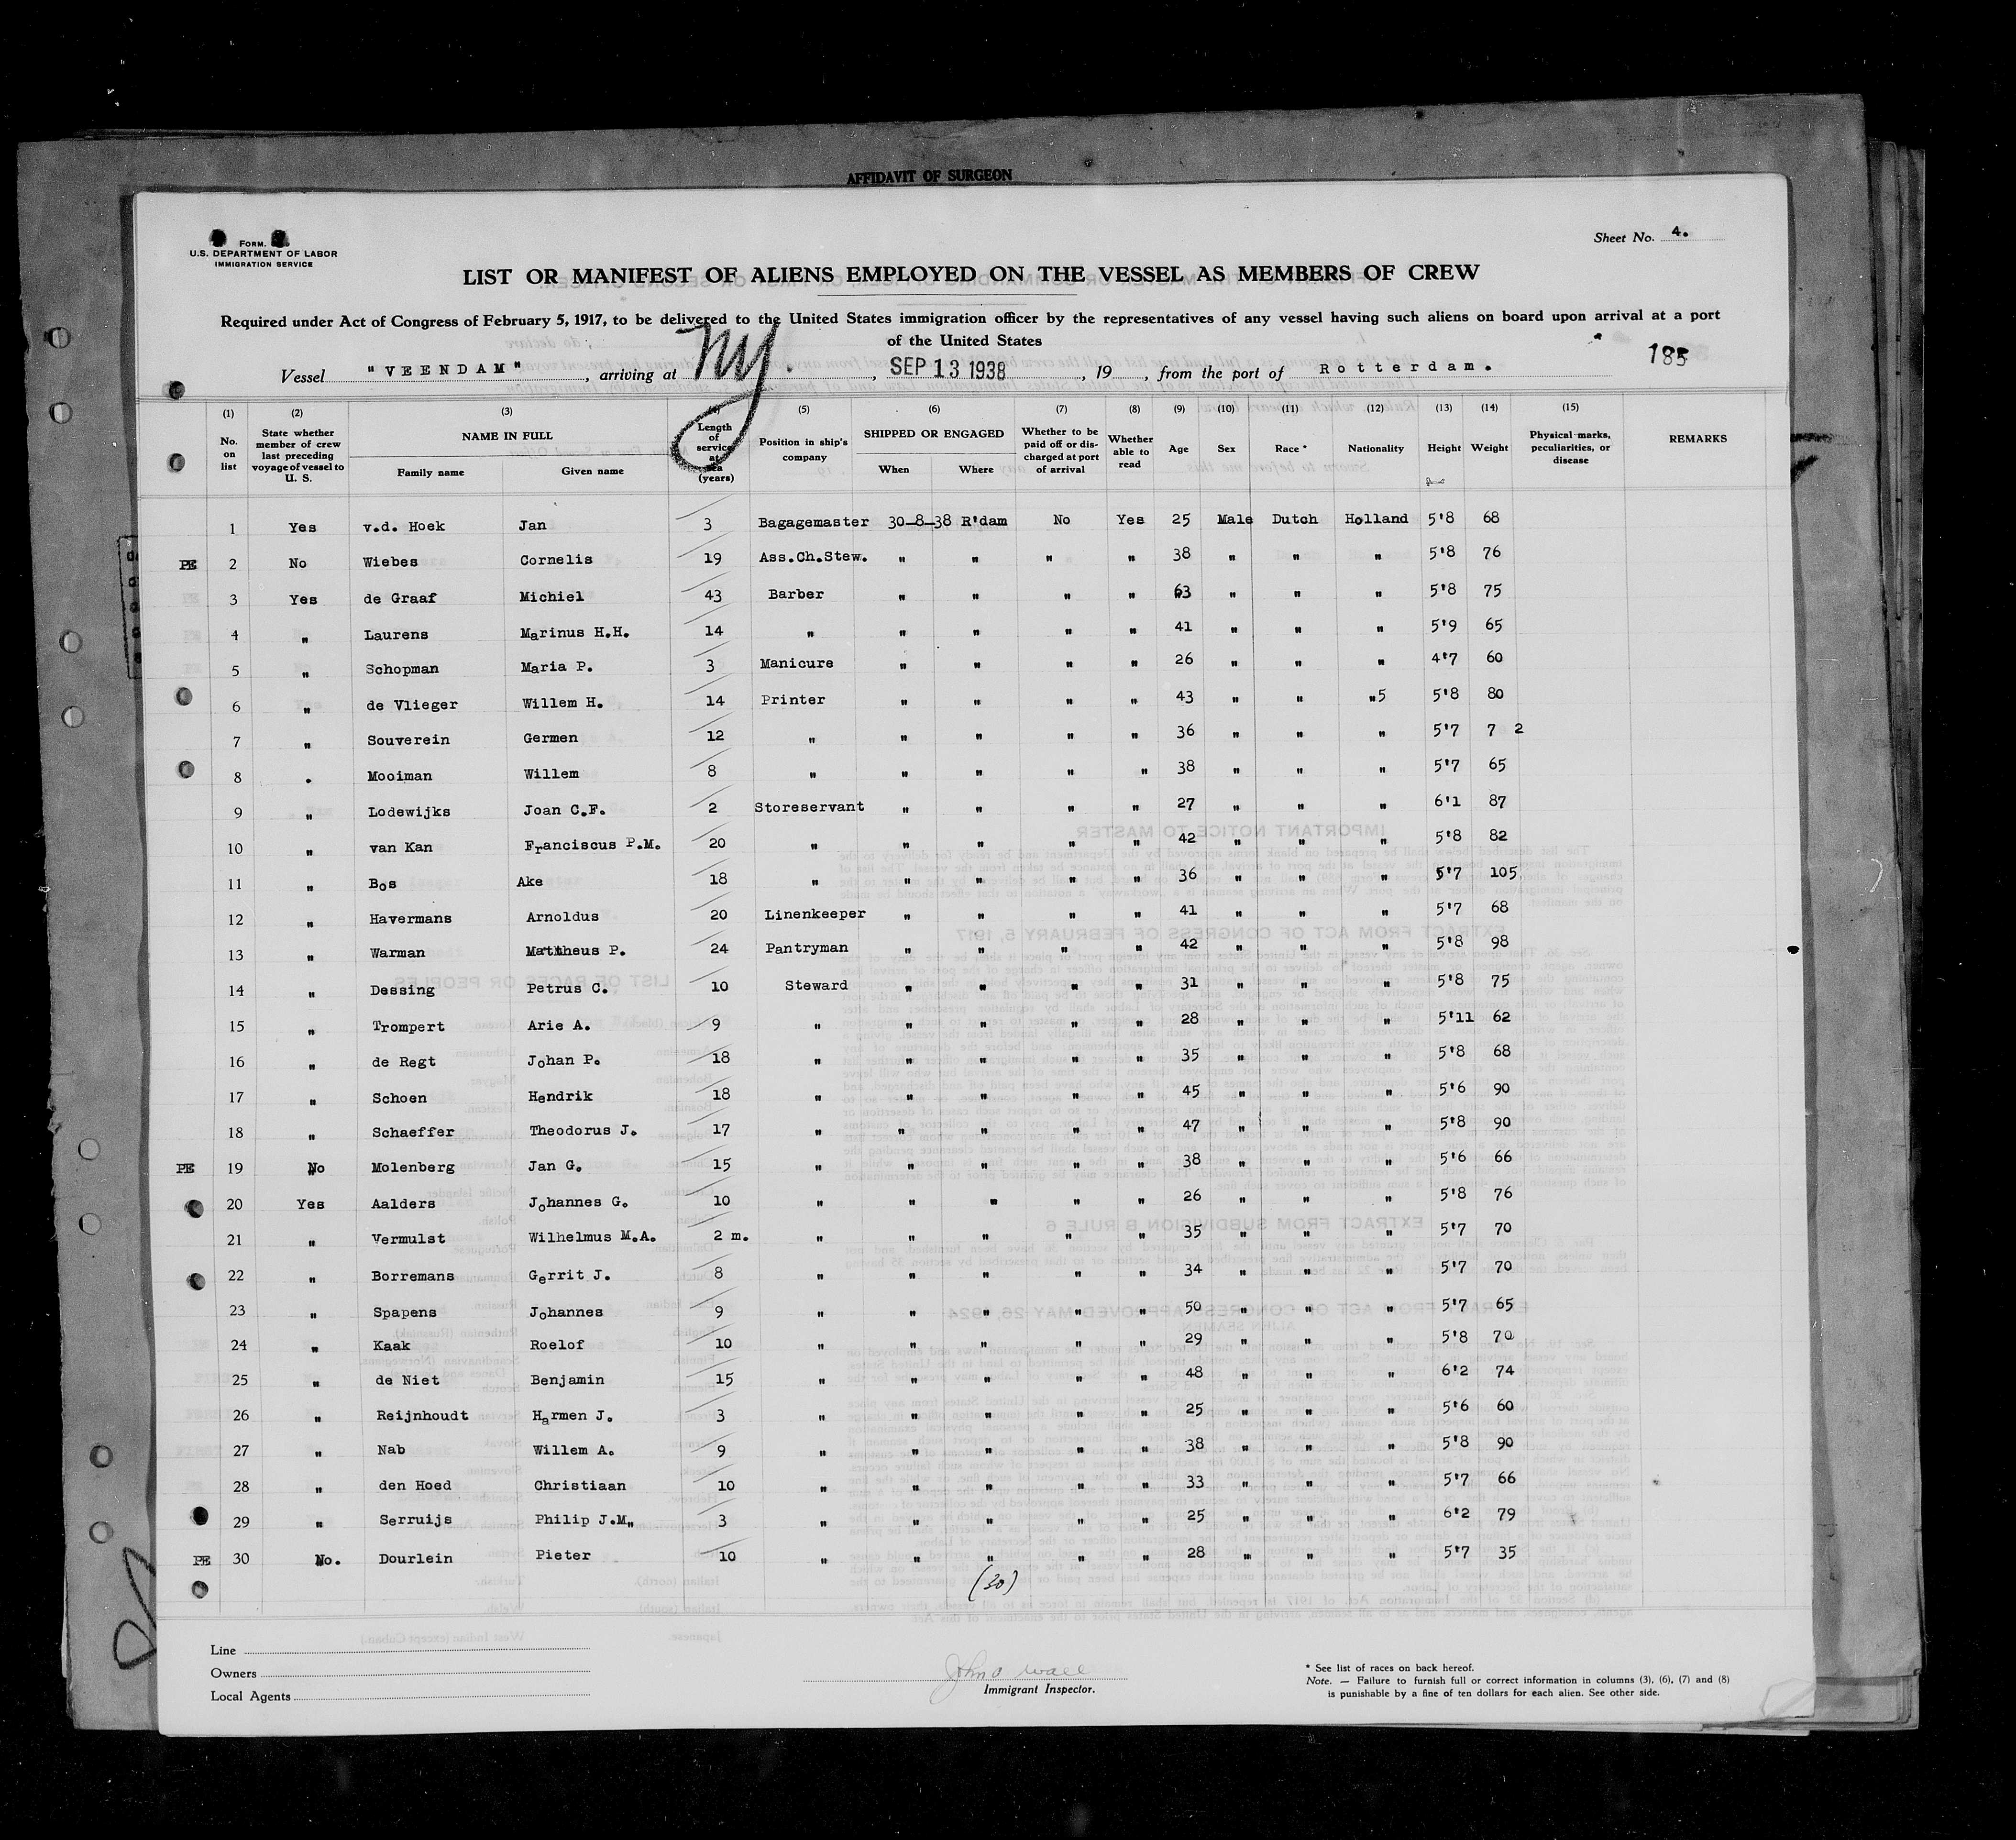 AFFIDAVIT OF SURGEON
FORM.
U.S. DEPARTMENT OF LABOR
IMMIGRATION SERVICE
Sheet No. 4.
LIST OR MANIFEST OF ALIENS EMPLOYED ON THE VESSEL AS MEMBERS OF CREW
Required under Act of Congress of February 5, 1917, to be delivered to the United States immigration officer by the representatives of any vessel having such aliens on board upon arrival at a port
of the United States
185
Vessel "VEENDAM", arriving at NY., SEP 13 1938, 19, from the port of Rotterdam.
(1) (2) (3) (4) (5) (6) (7) (8) (9) (10) (11) (12) (13) (14) (15)
No. on list State whether member of crew last preceding voyage of vessel to U. S. NAME IN FULL Family name Given name Length of service at sea (years) Position in ship's company SHIPPED OR ENGAGED When Where Whether to be paid off or discharged at port of arrival Whether able to read Age Sex Race * Nationality Height Weight Physical marks, peculiarities, or disease REMARKS
1 Yes v.d. Hoek Jan 3 Bagagemaster 30-8-38 R'dam No Yes 25 Male Dutch Holland 5'8 68
PE 2 No Wiebes Cornelis 19 Ass.Ch.Stew. " " " " 38 " " " 5'8 76
3 Yes de Graaf Michiel 43 Barber " " " " 63 " " " 5'8 75
4 " Laurens Marinus H.H. 14 " " " " " 41 " " " 5'9 65
5 " Schopman Maria P. 3 Manicure " " " " 26 " " " 4'7 60
6 " de Vlieger Willem H. 14 Printer " " " " 43 " " "5 5'8 80
7 " Souverein Germen 12 " " " " " 36 " " " 5'7 7 2
8 . Mooiman Willem 8 " " " " " 38 " " " 5'7 65
9 " Lodewijks Joan C.F. 2 Storeservant " " " " 27 " " " 6'1 87
10 " van Kan Franciscus P.M. 20 " " " " " 42 " " " 5'8 82
11 " Bos Ake 18 " " " " " 36 " " " 5'7 105
12 " Havermans Arnoldus 20 Linenkeeper " " " " 41 " " " 5'7 68
13 " Warman Mattheus P. 24 Pantryman " " " " 42 " " " 5'8 98
14 " Dessing Petrus C. 10 Steward " " " " 31 " " " 5'8 75
15 " Trompert Arie A. 9 " " " " " 28 " " " 5'11 62
16 " de Regt Johan P. 18 " " " " " 35 " " " 5'8 68
17 " Schoen Hendrik 18 " " " " " 45 " " " 5'6 90
18 " Schaeffer Theodorus J. 17 " " " " " 47 " " " 5'8 90
PE 19 No Molenberg Jan G. 15 " " " " " 38 " " " 5'6 66
20 Yes Aalders Johannes G. 10 " " " " " 26 " " " 5'8 76
21 " Vermulst Wilhelmus M.A. 2 m. " " " " " 35 " " " 5'7 70
22 " Borremans Gerrit J. 8 " " " " " 34 " " " 5'7 70
23 " Spapens Johannes 9 " " " " " 50 " " " 5'7 65
24 " Kaak Roelof 10 " " " " " 29 " " " 5'8 70
25 " de Niet Benjamin 15 " " " " " 48 " " " 6'2 74
26 " Reijnhoudt Harmen J. 3 " " " " " 25 " " " 5'6 60
27 " Nab Willem A. 9 " " " " " 38 " " " 5'8 90
28 " den Hoed Christiaan 10 " " " " " 33 " " " 5'7 66
29 " Serruijs Philip J.M" 3 " " " " " 25 " " " 6'2 79
PE 30 No. Dourlein Pieter 10 " " " " " 28 " " " 5'7 35
(30)
Line
Owners
Local Agents
John Wall
Immigrant Inspector.
* See list of races on back hereof.
Note. — Failure to furnish full or correct information in columns (3), (6), (7) and (8)
is punishable by a fine of ten dollars for each alien. See other side.